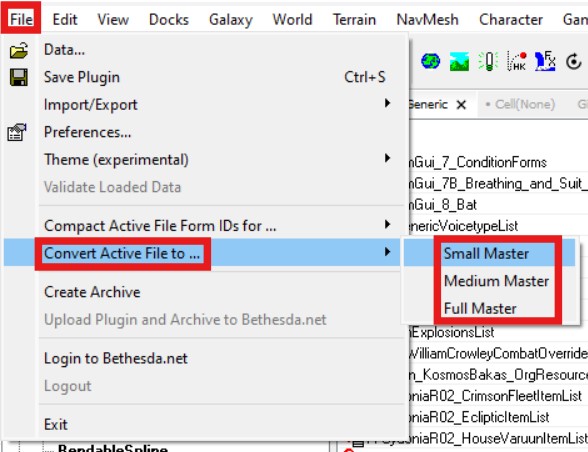 File Edit View Docks Galaxy World Terrain NavMesh Character Gan
Data...
Save Plugin Ctrl+S
Import/Export
Generic X • Cell(None)
Preferences...
Theme (experimental)
nGui_7_ConditionForms
Validate Loaded Data
nGui_7B_Breathing_and_Suit_
nGui_8_Bat
Compact Active File Form IDs for ...
enericVoicetypeList
Convert Active File to ...
Small Master
Medium Master
Full Master
Create Archive
Upload Plugin and Archive to Bethesda.net
nExplosionsList
Login to Bethesda.net
WilliamCrowleyCombatOverride
n_KosmosBakas_OrgResource
Logout
oniaR02_CrimsonFleetItemList
oniaR02_EclipticItemList
Exit
ydoniaR02_HouseVaruunItemList
BendableSpline